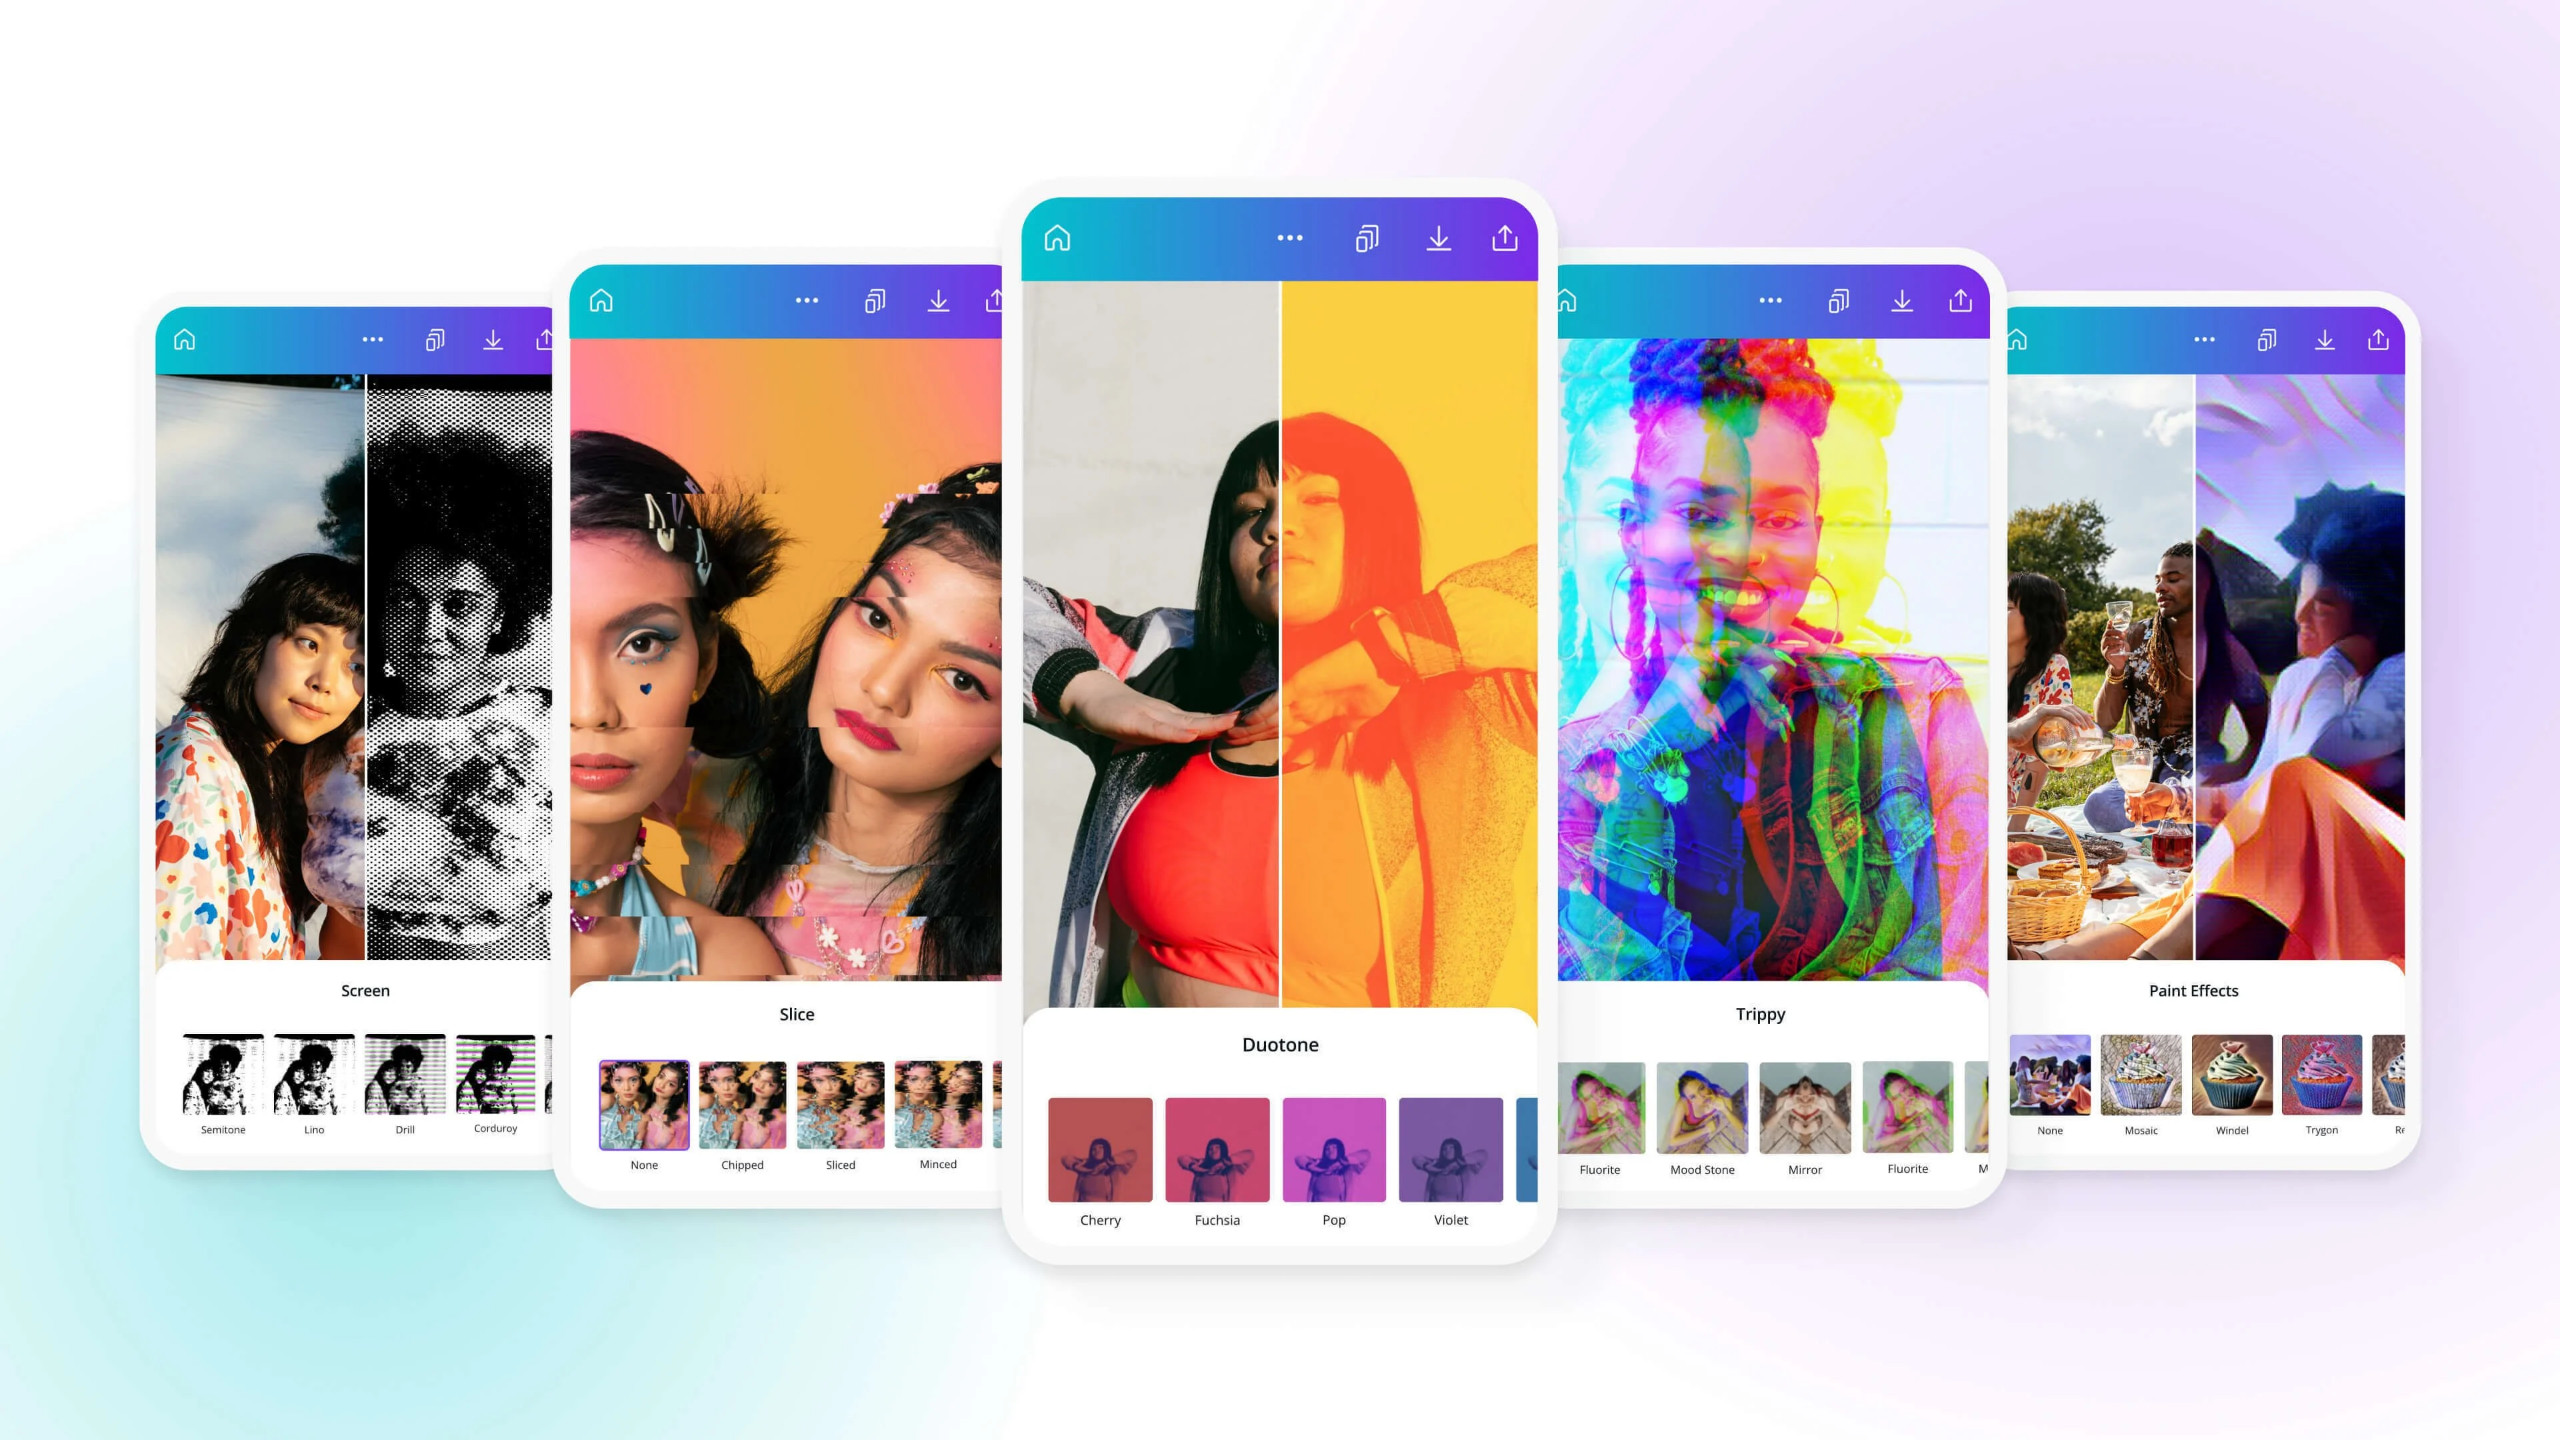 Screen
Semitone
Lino
Drill
Corduroy
Slice
None
Chipped
Sliced
Minced
Duotone
Cherry
Fuchsia
Pop
Violet
Trippy
Fluorite
Mood Stone
Mirror
Fluorite
M
Paint Effects
None
Mosaic
Windel
Trygon
Re